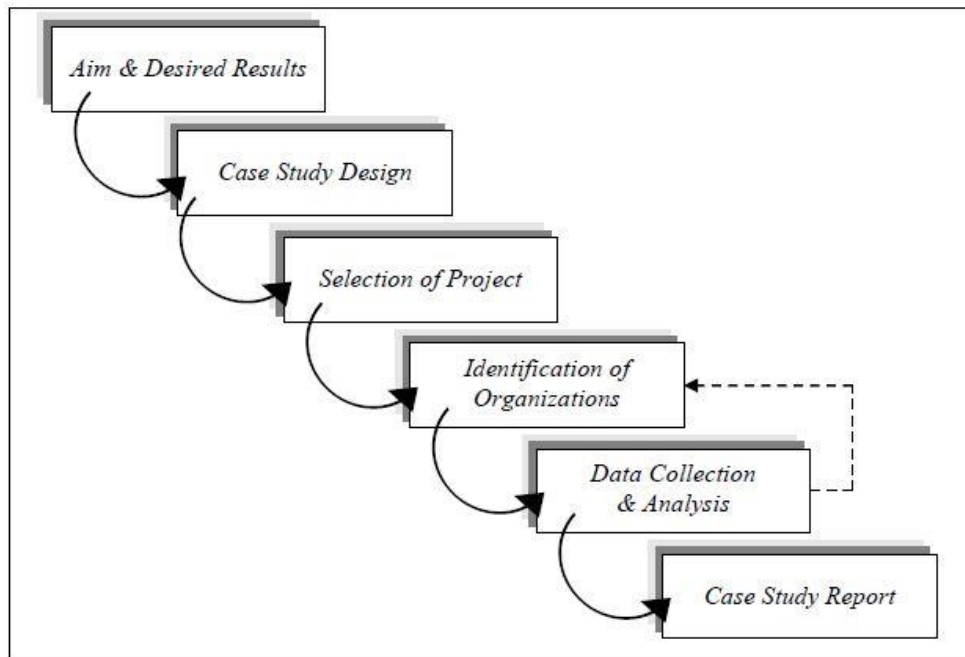 Aim & Desired Results
Case Study Design
Selection of Project
Identification of
Organizations
Data Collection
& Analysis
Case Study Report